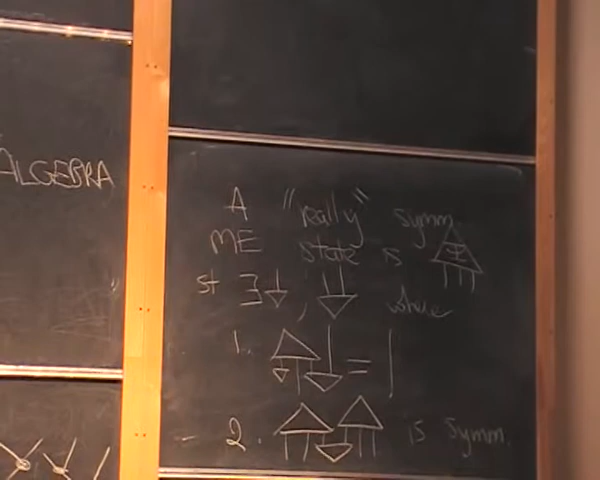 ALGEBRA
A "really" symm.
ME state is
st ∃ , where
1. =
- 2. is symm.